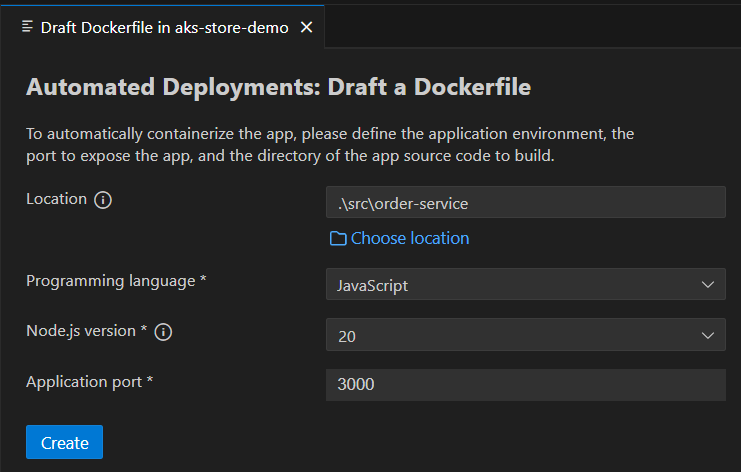 Draft Dockerfile in aks-store-demo
Automated Deployments: Draft a Dockerfile
To automatically containerize the app, please define the application environment, the
port to expose the app, and the directory of the app source code to build.
Location
.\src\order-service
Choose location
Programming language *
JavaScript
Node.js version *
20
Application port *
3000
Create